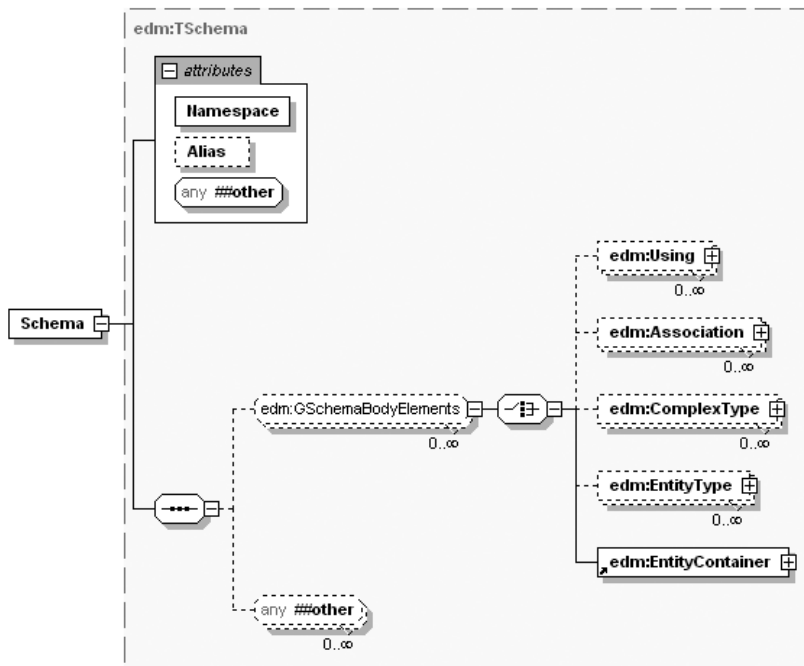 edm:TSchema
attributes
Namespace
Alias
any ##other
Schema
edm:GSchemaBodyElements
0..∞
edm:Using
0..∞
edm:Association
0..∞
edm:ComplexType
0..∞
edm:EntityType
0..∞
edm:EntityContainer
any ##other
0..∞